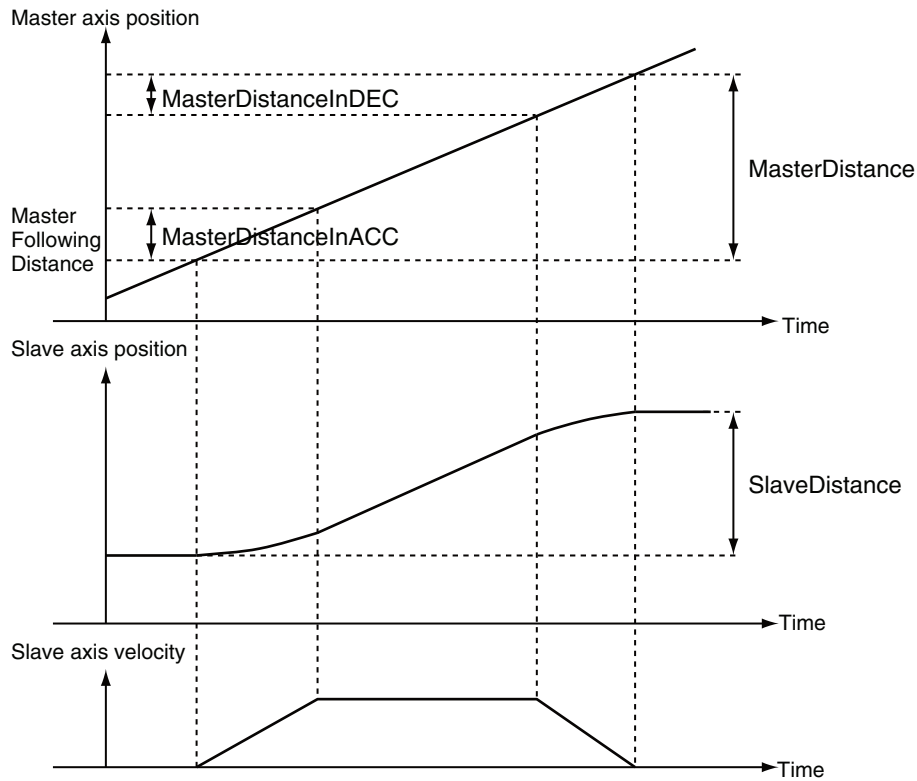 Master axis position
MasterDistanceInDEC
MasterDistance
Master
Following
Distance
MasterDistanceInACC
Time
Slave axis position
SlaveDistance
Time
Slave axis velocity
Time